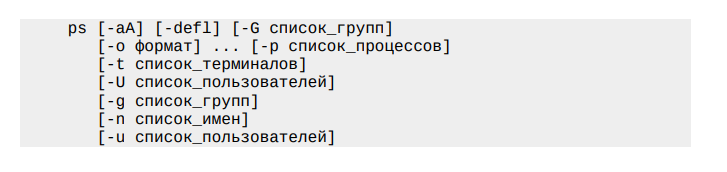 ps [-aA] [-defl] [-G список_групп]
[-o формат] ... [-p список_процессов]
[-t список_терминалов]
[-U список_пользователей]
[-g список_групп]
[-n список_имен]
[-u список_пользователей]